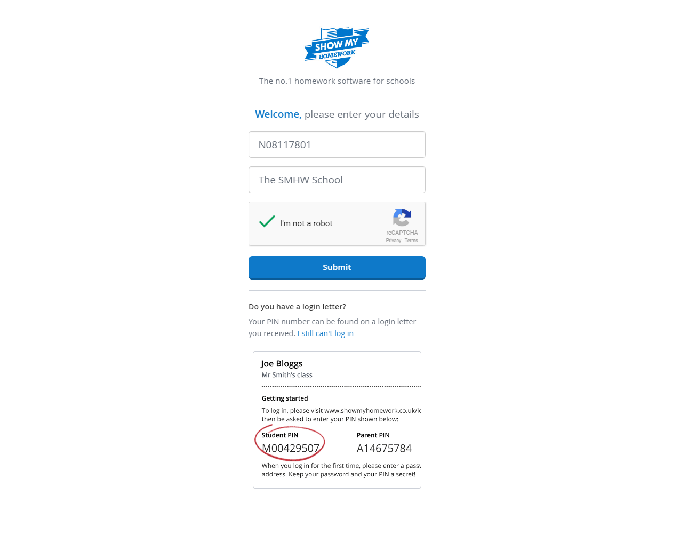 SHOW MY
HOMEWORK
The no.1 homework software for schools
Welcome, please enter your details
N08117801
The SMHW School
I'm not a robot
reCAPTCHA
Privacy Terms
Submit
Do you have a login letter?
Your PIN number can be found on a login letter
you received. I still can't log in
Joe Bloggs
Mr Smith's class
Getting started
To log in, please visit www.showmyhomework.co.uk/lo
then be asked to enter your PIN shown below:
Student PIN Parent PIN
M00429507 A14675784
When you log in for the first time, please enter a passw
address. Keep your password and your PIN a secret!